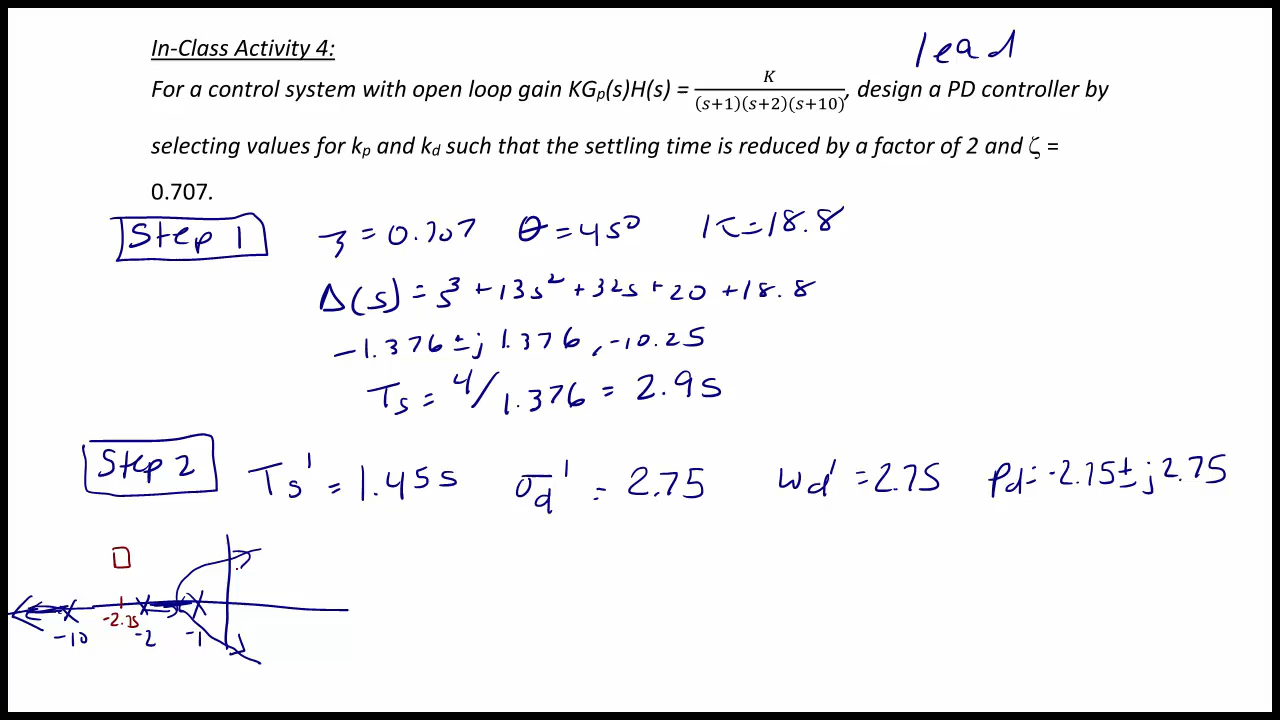 In-Class Activity 4:
lead
For a control system with open loop gain KGp(s)H(s) = K/((s+1)(s+2)(s+10)), design a PD controller by
selecting values for kp and kd such that the settling time is reduced by a factor of 2 and ζ =
0.707.
Step 1 ζ = 0.707 θ = 45° K = 18.8
Δ(s) = s³ + 13s² + 32s + 20 + 18.8
-1.376 ± j 1.376, -10.25
Ts = 4/1.376 = 2.9s
Step 2 Ts' = 1.45s σd' = 2.75 ωd' = 2.75 Pd = -2.75 ± j 2.75
-10 -2.75 -2 -1